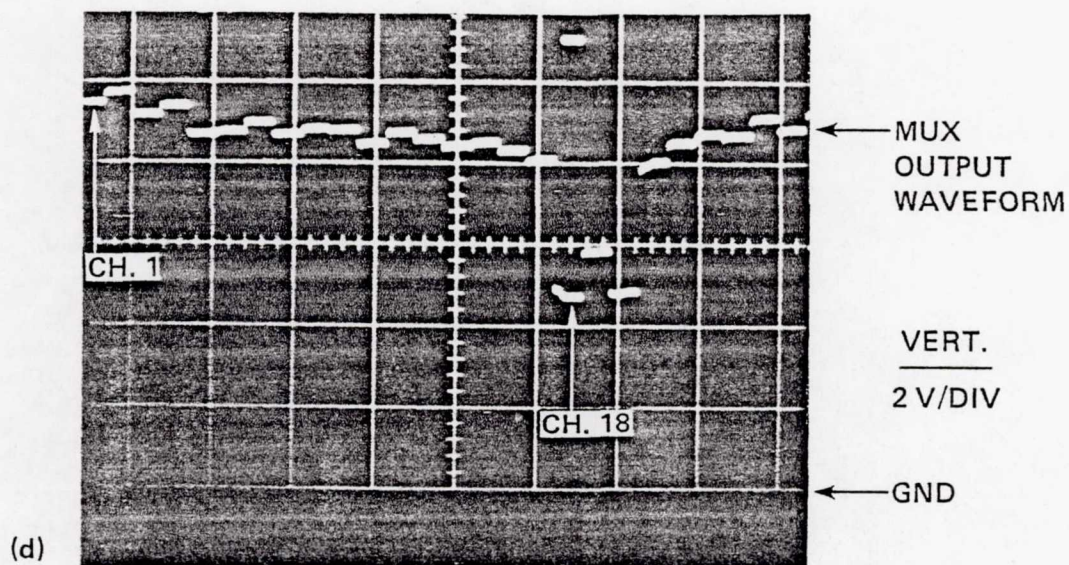 MUX
OUTPUT
WAVEFORM
CH. 1
VERT.
2 V/DIV
CH. 18
GND
(d)